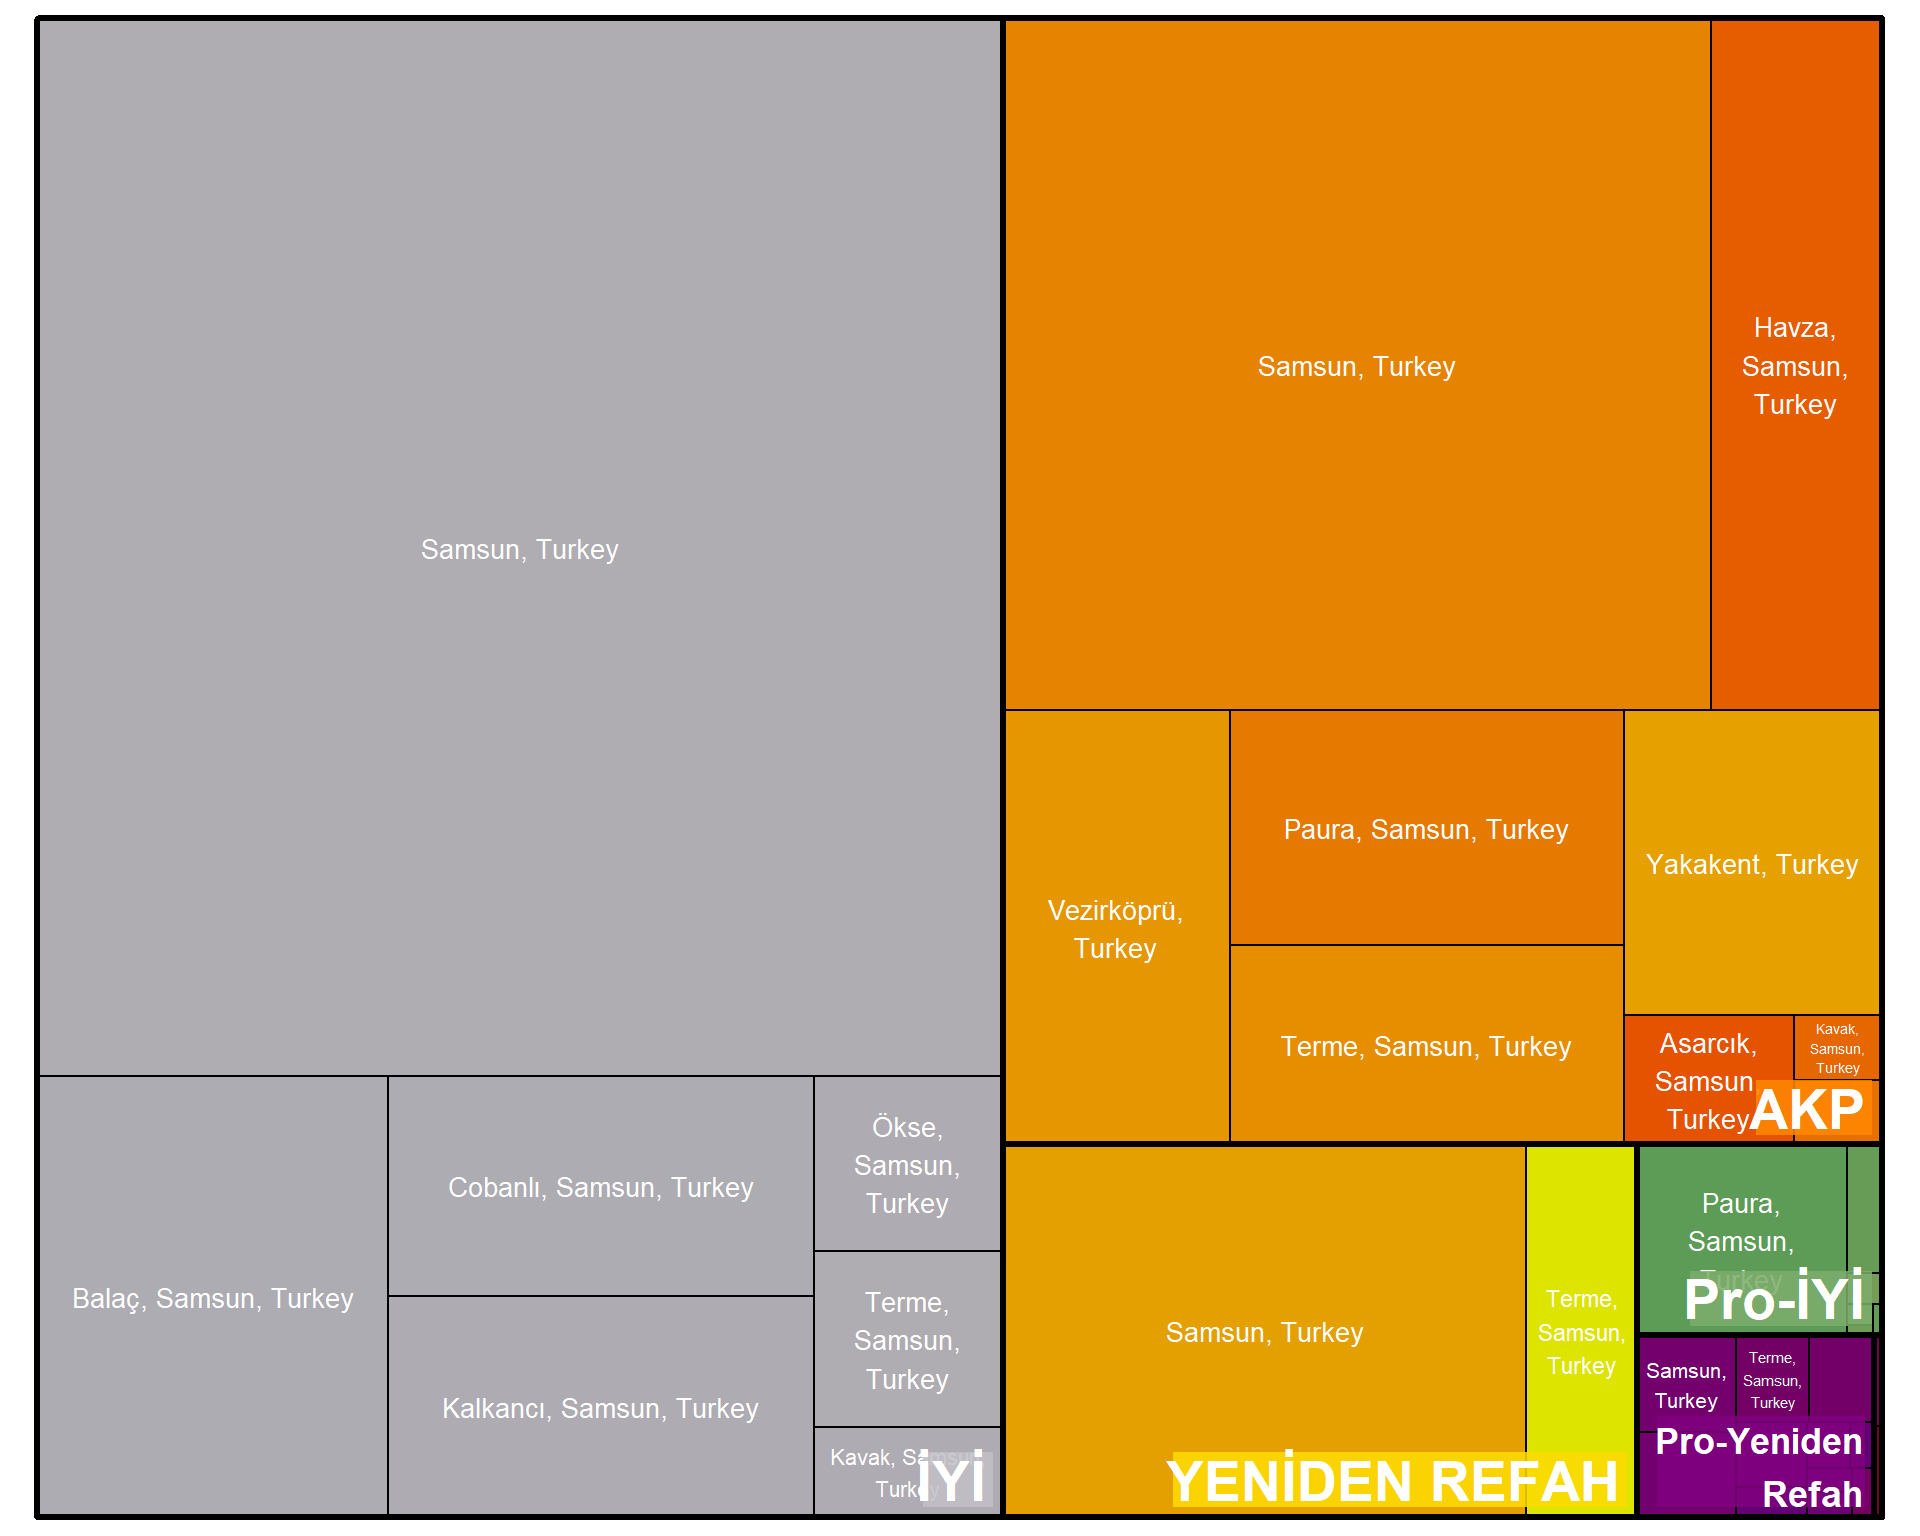 Samsun, Turkey
Balaç, Samsun, Turkey
Cobanlı, Samsun, Turkey
Kalkancı, Samsun, Turkey
Ökse,
Samsun,
Turkey
Terme,
Samsun,
Turkey
Kavak, Samsun,
Turkey
İYİ
Samsun, Turkey
Havza,
Samsun,
Turkey
Vezirköprü,
Turkey
Paura, Samsun, Turkey
Terme, Samsun, Turkey
Yakakent, Turkey
Asarcık,
Samsun,
Turkey
Kavak,
Samsun,
Turkey
AKP
Samsun, Turkey
Terme,
Samsun,
Turkey
YENİDEN REFAH
Paura,
Samsun,
Turkey
Pro-İYİ
Samsun,
Turkey
Terme,
Samsun,
Turkey
Pro-Yeniden
Refah